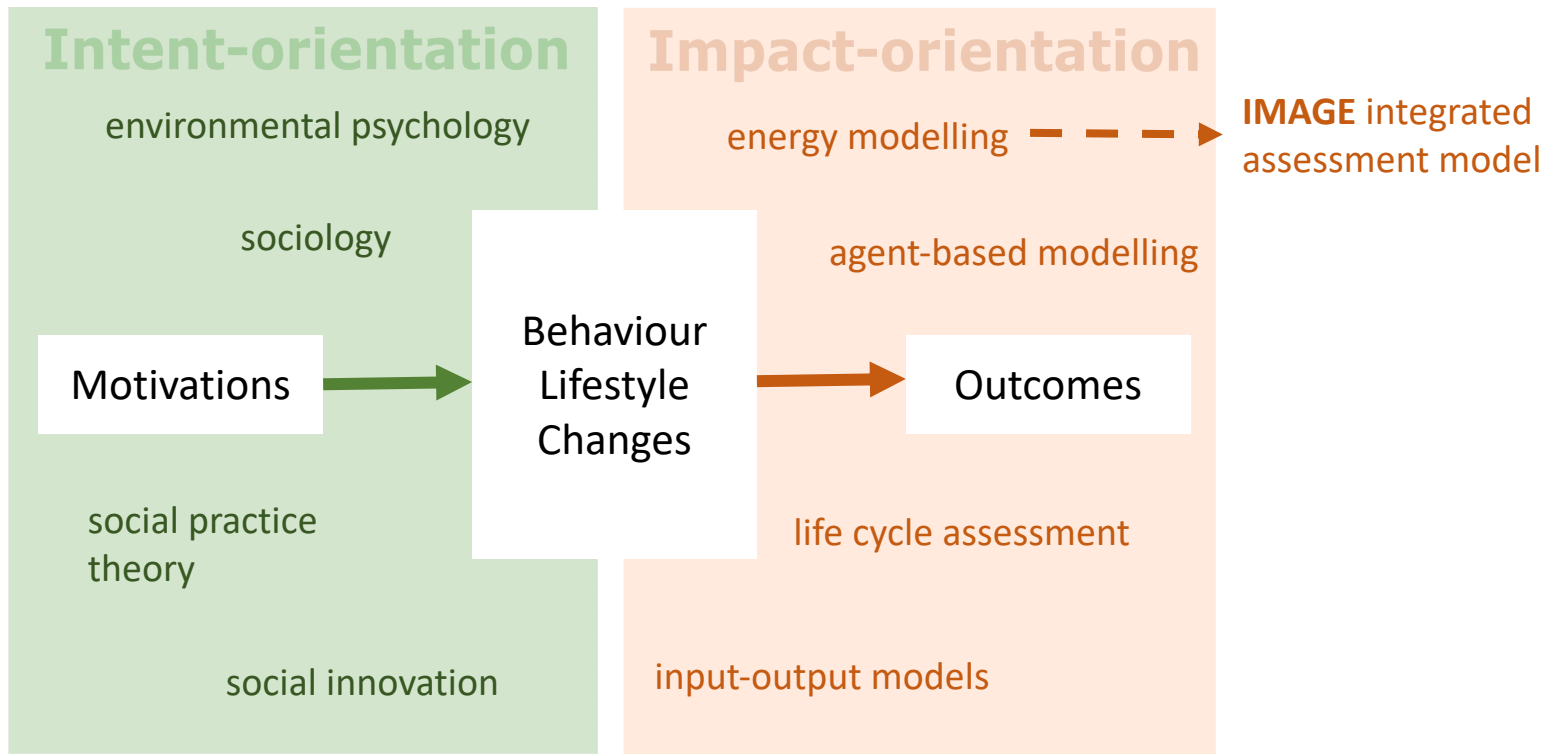 Intent-orientation
environmental psychology
sociology
Motivations
social practice
theory
social innovation
Behaviour
Lifestyle
Changes
Impact-orientation
energy modelling
IMAGE integrated
assessment model
agent-based modelling
Outcomes
life cycle assessment
input-output models